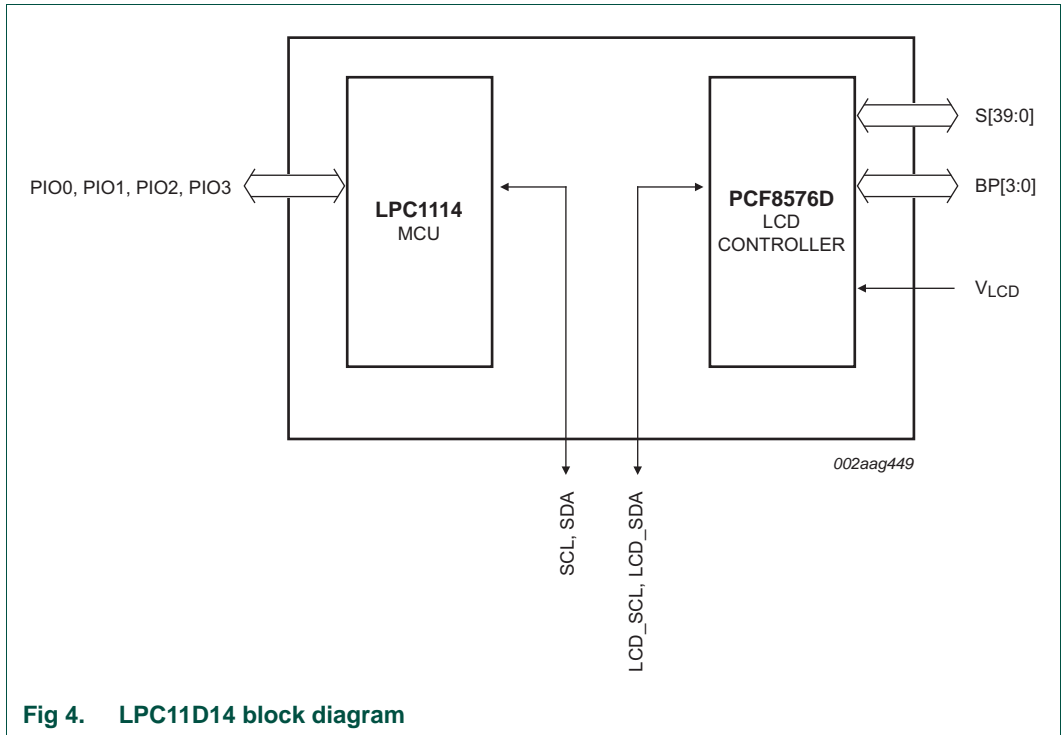 PIO0, PIO1, PIO2, PIO3
LPC1114
MCU
PCF8576D
LCD
CONTROLLER
S[39:0]
BP[3:0]
VLCD
002aag449
SCL, SDA
LCD_SCL, LCD_SDA
Fig 4. LPC11D14 block diagram